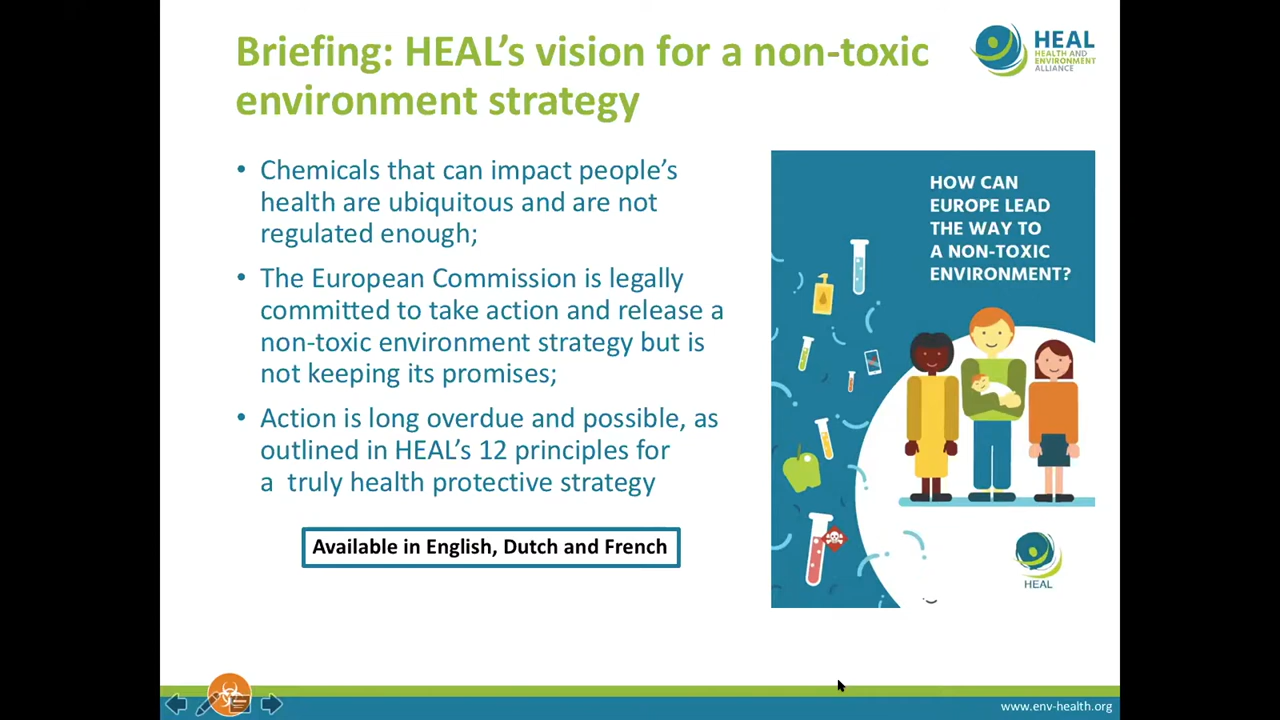 Briefing: HEAL's vision for a non-toxic
environment strategy
HEAL
HEALTH AND
ENVIRONMENT
ALLIANCE
• Chemicals that can impact people's
health are ubiquitous and are not
regulated enough;
• The European Commission is legally
committed to take action and release a
non-toxic environment strategy but is
not keeping its promises;
• Action is long overdue and possible, as
outlined in HEAL's 12 principles for
a  truly health protective strategy
Available in English, Dutch and French
HOW CAN
EUROPE LEAD
THE WAY TO
A NON-TOXIC
ENVIRONMENT?
HEAL
www.env-health.org